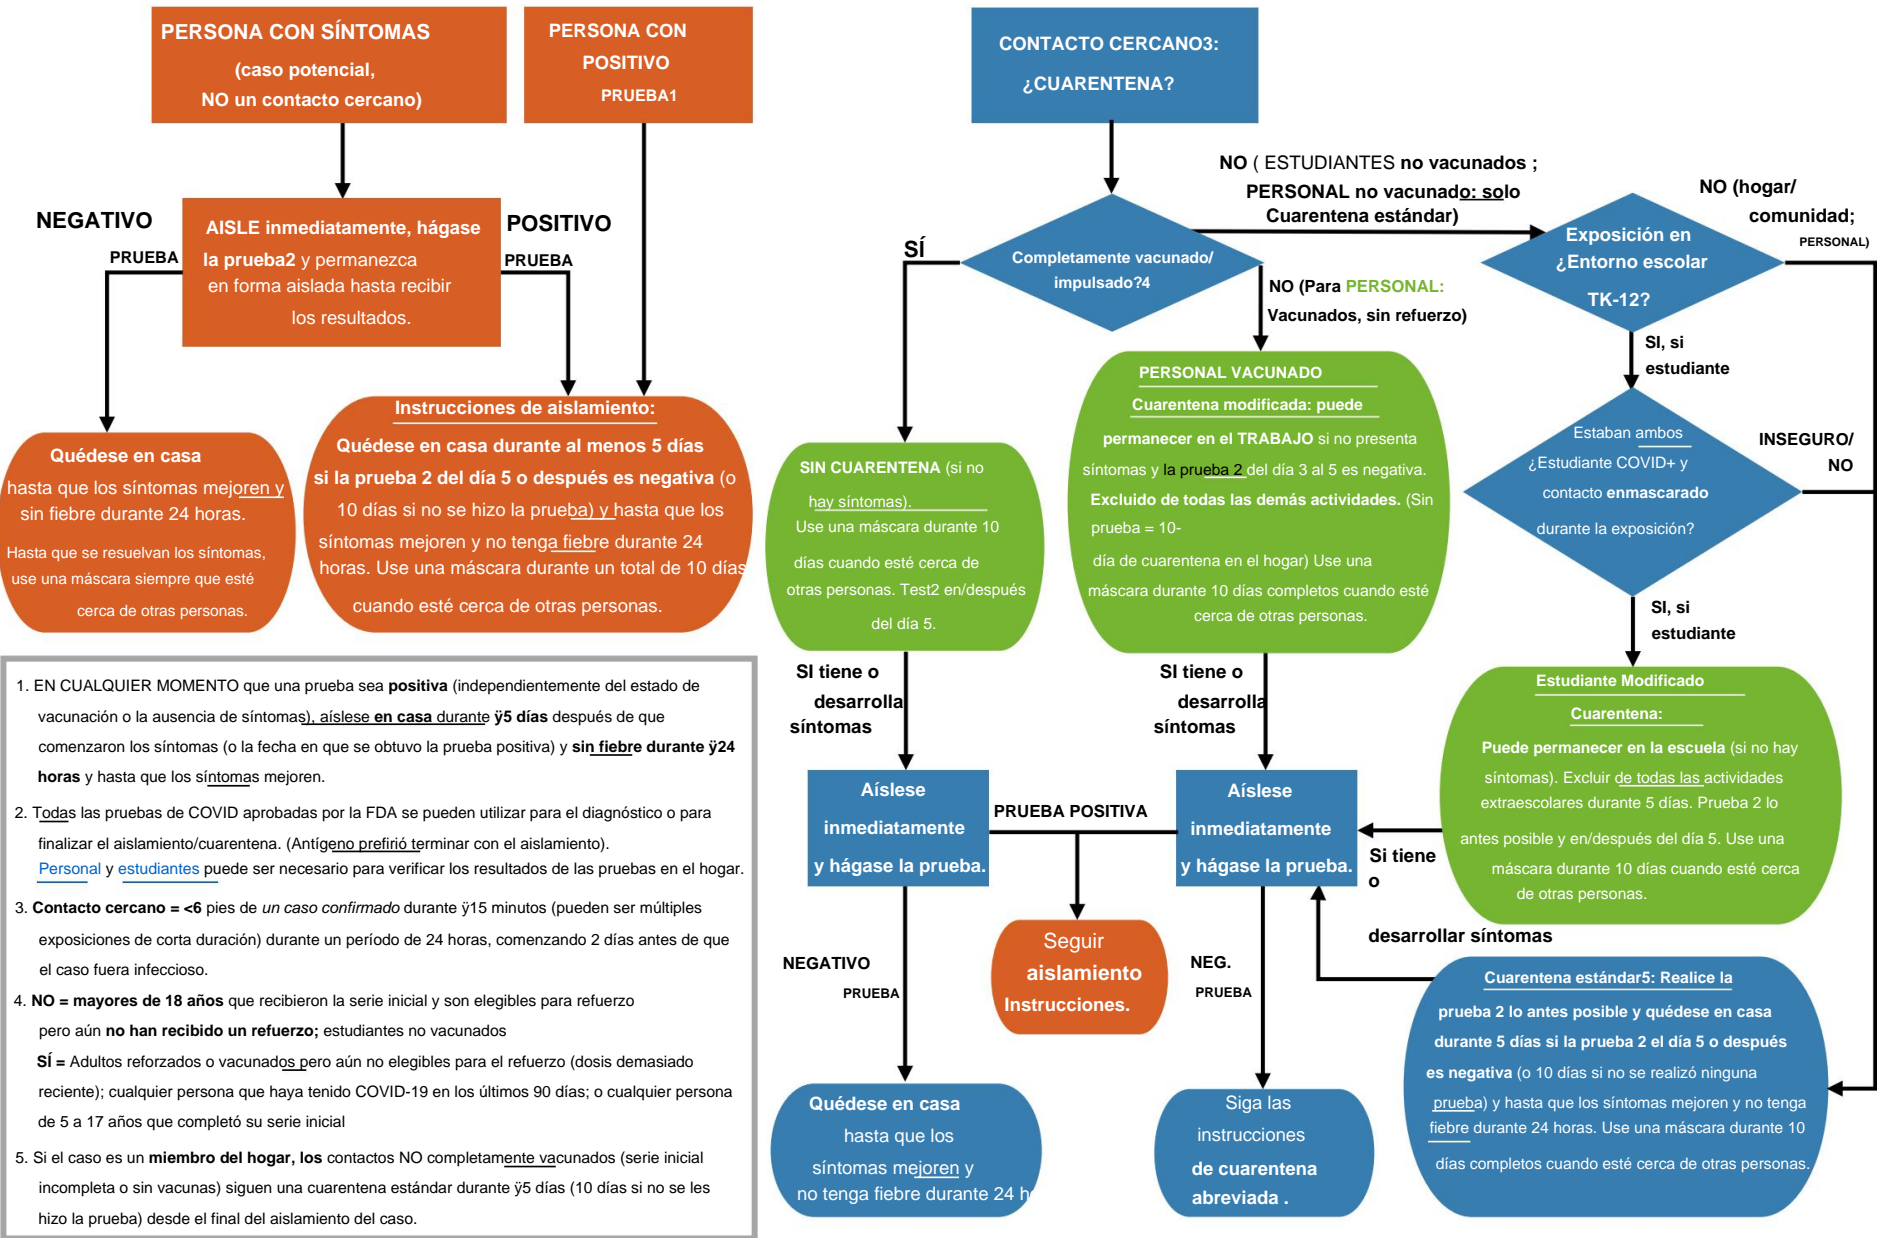 PERSONA CON SÍNTOMAS
(caso potencial,
NO un contacto cercano)
PERSONA CON
POSITIVO
PRUEBA1
NEGATIVO
PRUEBA
AISLE inmediatamente, hágase
la prueba2 y permanezca
en forma aislada hasta recibir
los resultados.
POSITIVO
PRUEBA
Quédese en casa
hasta que los síntomas mejoren y
sin fiebre durante 24 horas.
Hasta que se resuelvan los síntomas,
use una máscara siempre que esté
cerca de otras personas.
Instrucciones de aislamiento:
Quédese en casa durante al menos 5 días
si la prueba 2 del día 5 o después es negativa (o
10 días si no se hizo la prueba) y hasta que los
síntomas mejoren y no tenga fiebre durante 24
horas. Use una máscara durante un total de 10 días
cuando esté cerca de otras personas.
1. EN CUALQUIER MOMENTO que una prueba sea positiva (independientemente del estado de
vacunación o la ausencia de síntomas), aíslese en casa durante ÿ5 días después de que
comenzaron los síntomas (o la fecha en que se obtuvo la prueba positiva) y sin fiebre durante ÿ24
horas y hasta que los síntomas mejoren.
2. Todas las pruebas de COVID aprobadas por la FDA se pueden utilizar para el diagnóstico o para
finalizar el aislamiento/cuarentena. (Antígeno prefirió terminar con el aislamiento).
Personal y estudiantes puede ser necesario para verificar los resultados de las pruebas en el hogar.
3. Contacto cercano = <6 pies de un caso confirmado durante ÿ15 minutos (pueden ser múltiples
exposiciones de corta duración) durante un período de 24 horas, comenzando 2 días antes de que
el caso fuera infeccioso.
4. NO = mayores de 18 años que recibieron la serie inicial y son elegibles para refuerzo
pero aún no han recibido un refuerzo; estudiantes no vacunados
SÍ = Adultos reforzados o vacunados pero aún no elegibles para el refuerzo (dosis demasiado
reciente); cualquier persona que haya tenido COVID-19 en los últimos 90 días; o cualquier persona
de 5 a 17 años que completó su serie inicial
5. Si el caso es un miembro del hogar, los contactos NO completamente vacunados (serie inicial
incompleta o sin vacunas) siguen una cuarentena estándar durante ÿ5 días (10 días si no se les
hizo la prueba) desde el final del aislamiento del caso.
CONTACTO CERCANO3:
¿CUARENTENA?
NO ( ESTUDIANTES no vacunados ;
PERSONAL no vacunado: solo
Cuarentena estándar)
NO (hogar/
comunidad;
PERSONAL)
SÍ
Completamente vacunado/
impulsado?4
Exposición en
¿Entorno escolar
TK-12?
NO (Para PERSONAL:
Vacunados, sin refuerzo)
SI, si
estudiante
SIN CUARENTENA (si no
hay síntomas).
Use una máscara durante 10
días cuando esté cerca de
otras personas. Test2 en/después
del día 5.
PERSONAL VACUNADO
Cuarentena modificada: puede
permanecer en el TRABAJO si no presenta
síntomas y la prueba 2 del día 3 al 5 es negativa.
Excluido de todas las demás actividades. (Sin
prueba = 10-
día de cuarentena en el hogar) Use una
máscara durante 10 días completos cuando esté
cerca de otras personas.
Estaban ambos
¿Estudiante COVID+ y
contacto enmascarado
durante la exposición?
INSEGURO/
NO
SI, si
estudiante
SI tiene o
desarrolla
síntomas
SI tiene o
desarrolla
síntomas
Estudiante Modificado
Cuarentena:
Puede permanecer en la escuela (si no hay
síntomas). Excluir de todas las actividades
extraescolares durante 5 días. Prueba 2 lo
antes posible y en/después del día 5. Use una
máscara durante 10 días cuando esté cerca
de otras personas.
Aíslese
inmediatamente
y hágase la prueba.
PRUEBA POSITIVA
Aíslese
inmediatamente
y hágase la prueba.
Si tiene
o
desarrollar síntomas
NEGATIVO
PRUEBA
Seguir
aislamiento
Instrucciones.
NEG.
PRUEBA
Cuarentena estándar5: Realice la
prueba 2 lo antes posible y quédese en casa
durante 5 días si la prueba 2 el día 5 o después
es negativa (o 10 días si no se realizó ninguna
prueba) y hasta que los síntomas mejoren y no tenga
fiebre durante 24 horas. Use una máscara durante 10
días completos cuando esté cerca de otras personas.
Quédese en casa
hasta que los
síntomas mejoren y
no tenga fiebre durante 24
Siga las
instrucciones
de cuarentena
abreviada .